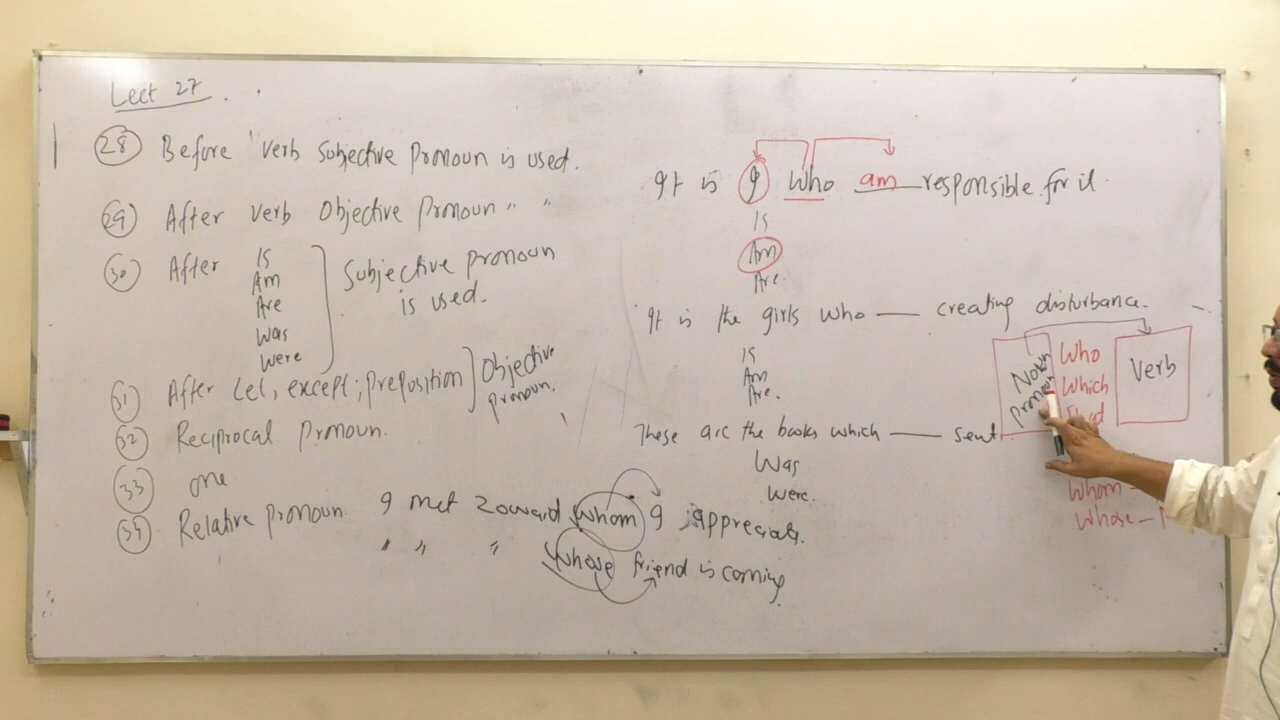 Lect 27.
28 Before verb subjective pronoun is used.
29 After verb Objective pronoun " "
30 After Is
Am
Are
Was
Were
Subjective pronoun
is used.
31 After Let, except, preposition
Objective
pronoun.
32 Reciprocal Pronoun.
33 one
34 Relative pronoun. I met Zoward whom I appreciate.
" " " whose friend is coming.
It is I who am responsible for it.
Is
Am
Are.
It is the girls who — creating disturbance.
Is
Am
Are.
These are the books which — sent.
Was
Were.
Noun
pronoun
Who
Which
Verb
Whom -
Whose -